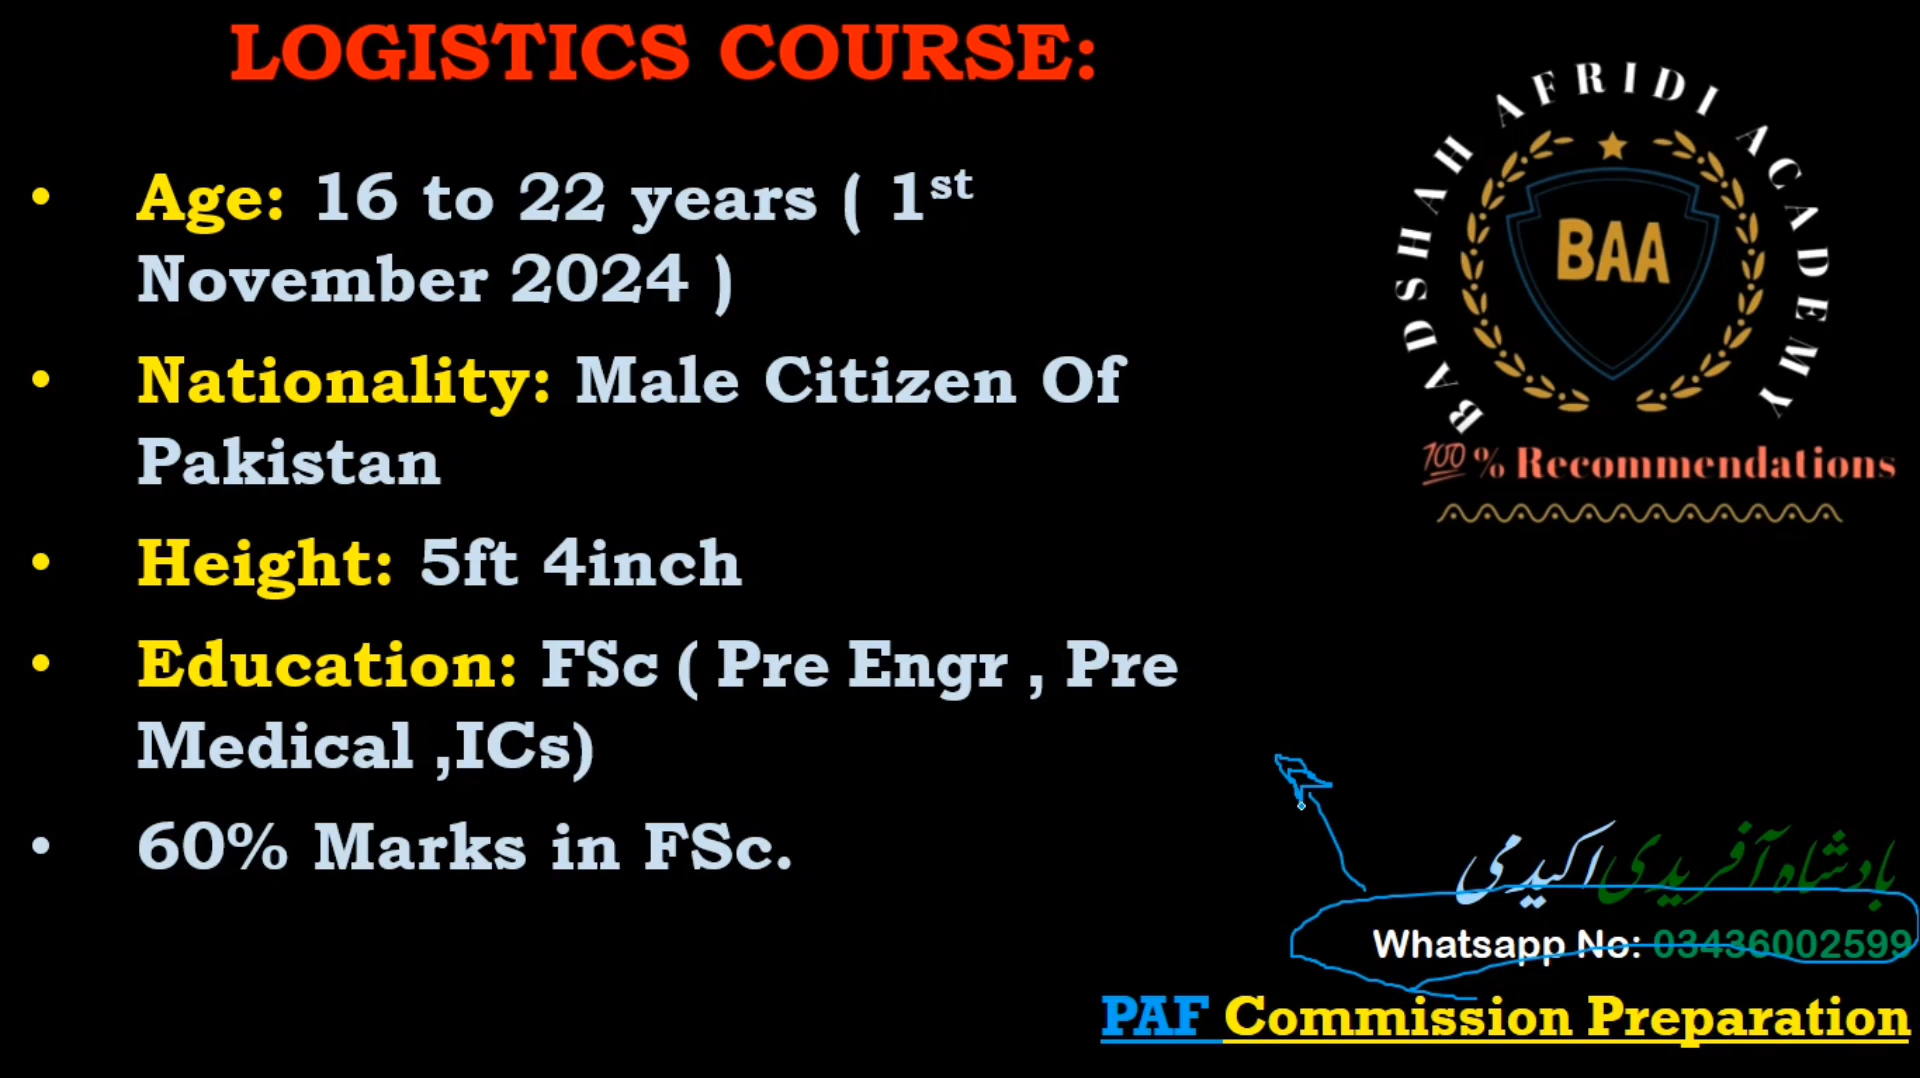 LOGISTICS COURSE:
• Age: 16 to 22 years ( 1st
November 2024 )
• Nationality: Male Citizen Of
Pakistan
• Height: 5ft 4inch
• Education: FSc ( Pre Engr , Pre
Medical ,ICs)
• 60% Marks in FSc.
BADSHAH AFRIDI ACADEMY
BAA
100 % Recommendations
بادشاہ آفریدی اکیڈمی
Whatsapp No: 03436002599
PAF Commission Preparation